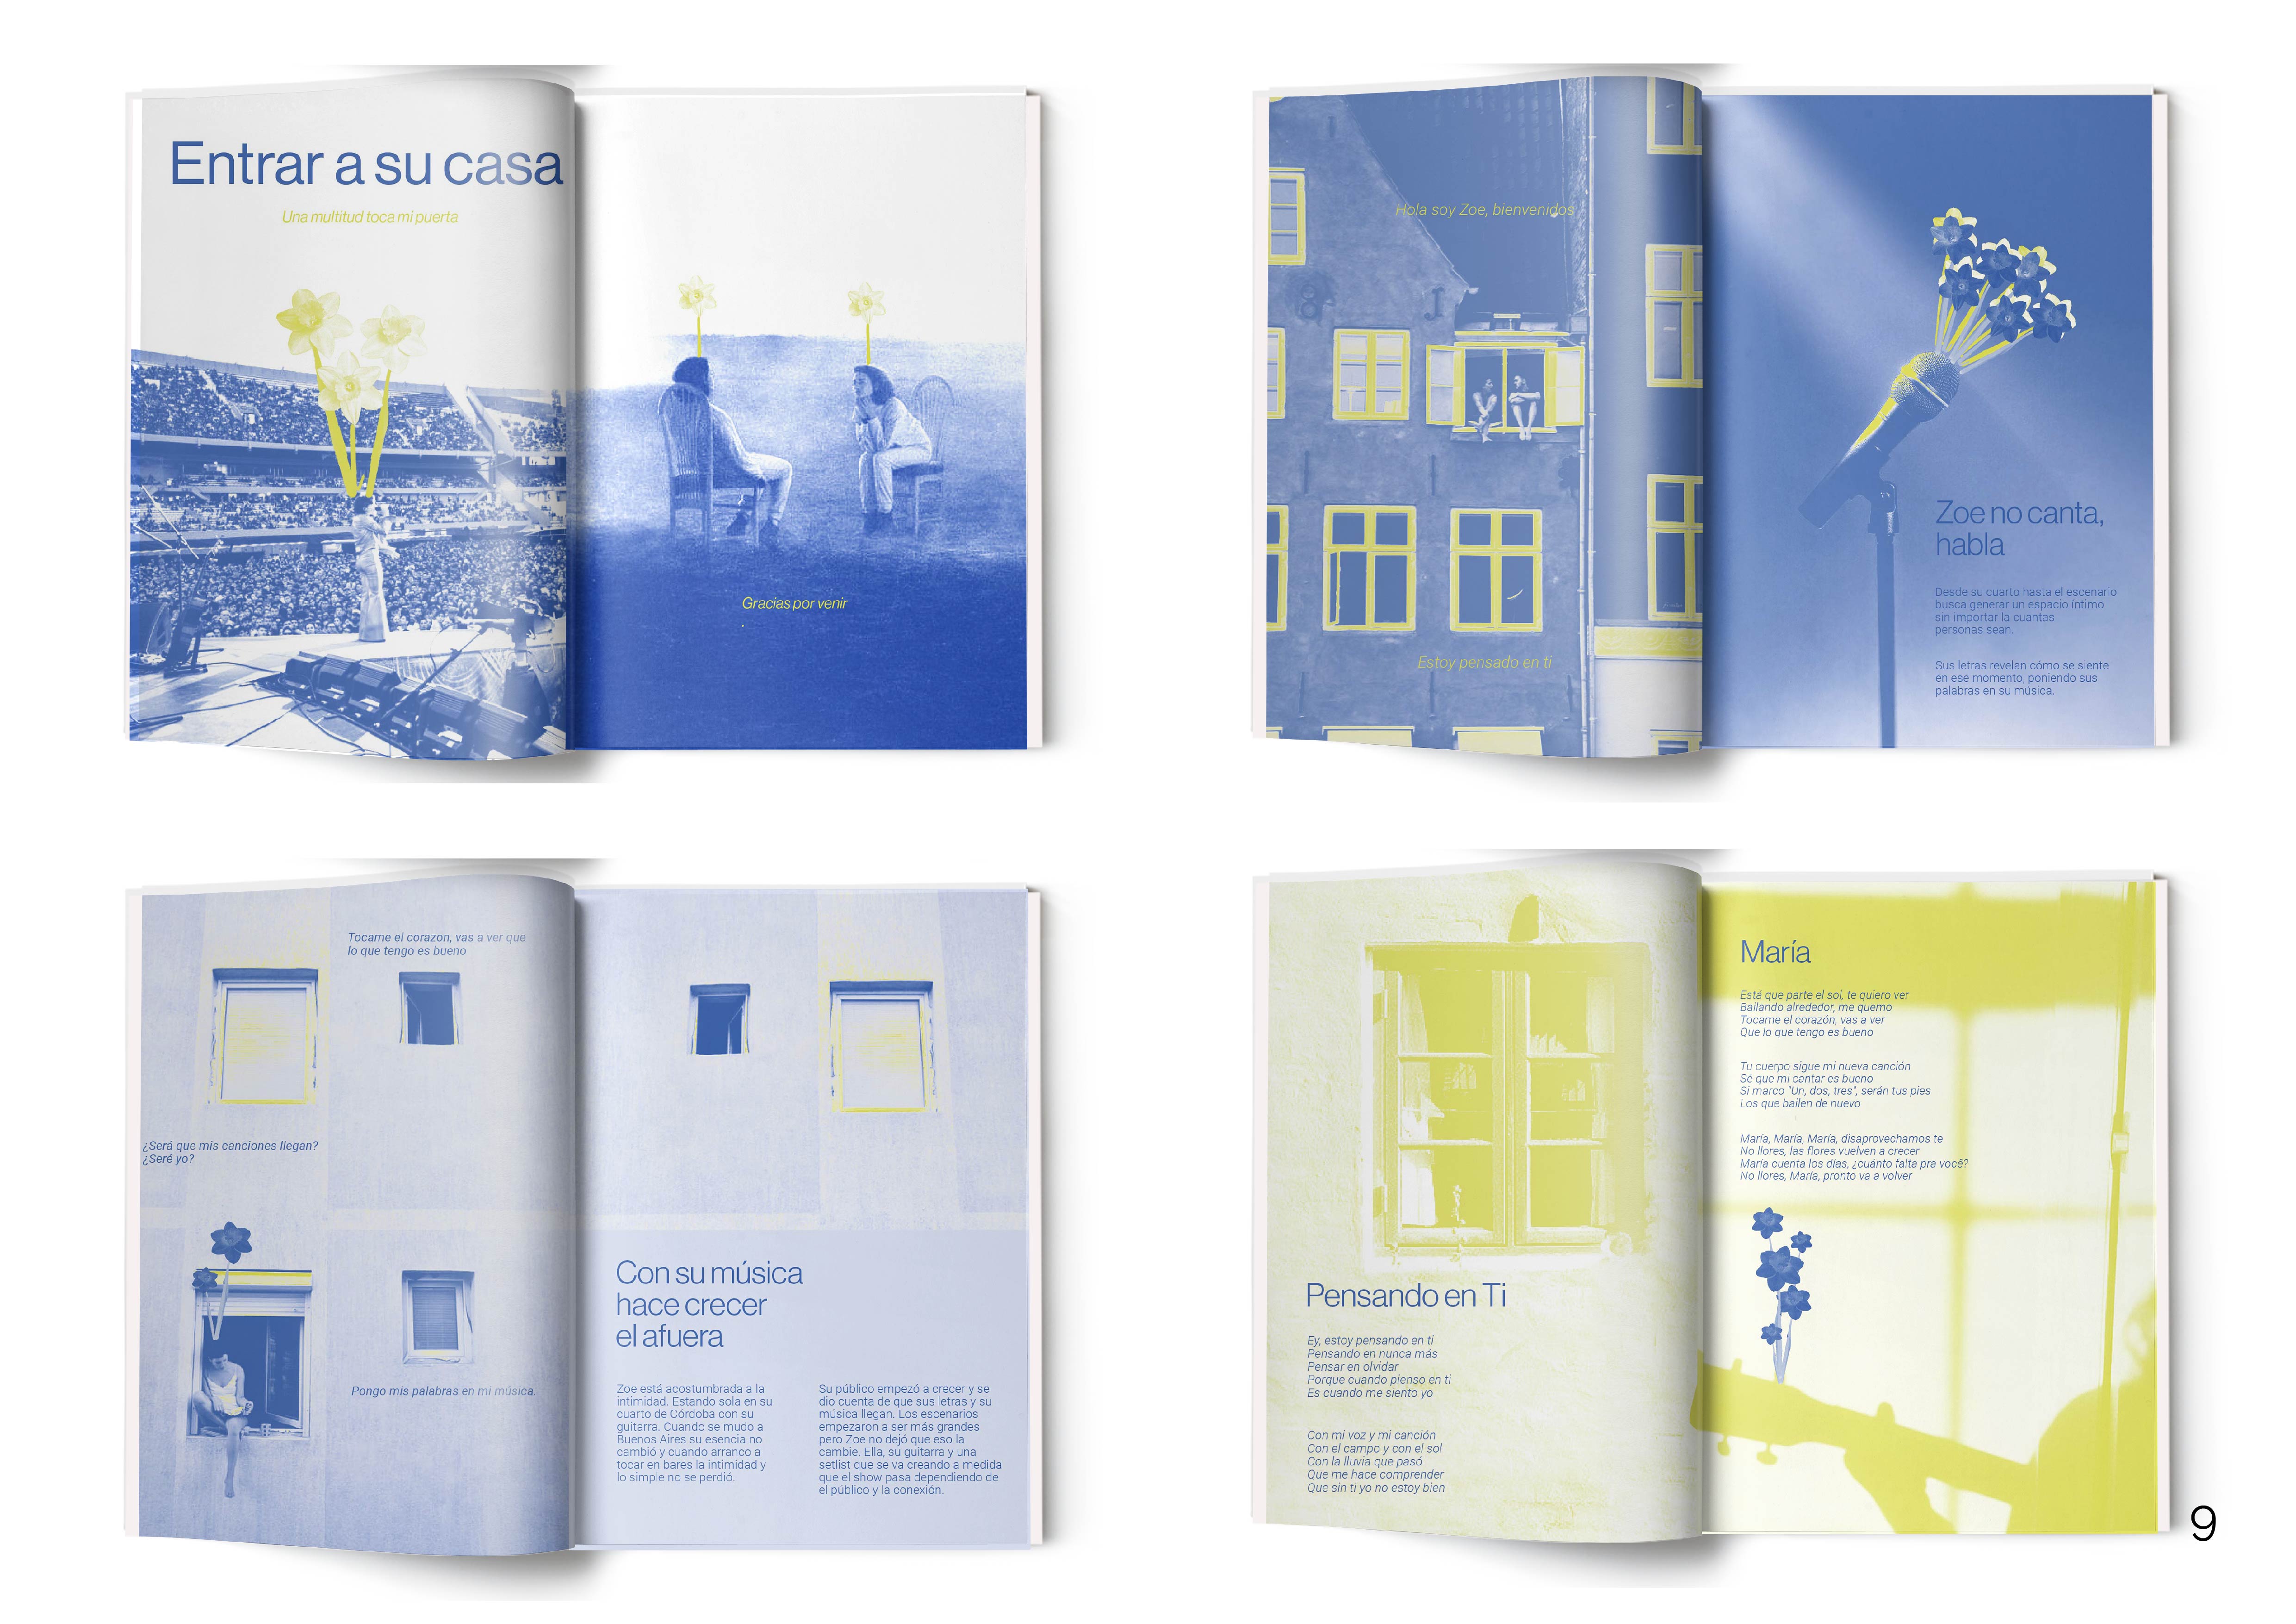 Entrar a su casa
Una multitud toca mi puerta
Gracias por venir
Hola soy Zoe, bienvenidos
Estoy pensado en ti
Zoe no canta,
habla
Desde su cuarto hasta el escenario
busca generar un espacio íntimo
sin importar la cuantas
personas sean.
Sus letras revelan cómo se siente
en ese momento, poniendo sus
palabras en su música.
Tocame el corazon, vas a ver que
lo que tengo es bueno
¿Será que mis canciones llegan?
¿Seré yo?
Pongo mis palabras en mi música.
Con su música
hace crecer
el afuera
Zoe está acostumbrada a la
intimidad. Estando sola en su
cuarto de Córdoba con su
guitarra. Cuando se mudo a
Buenos Aires su esencia no
cambió y cuando arranco a
tocar en bares la intimidad y
lo simple no se perdió.
Su público empezó a crecer y se
dio cuenta de que sus letras y su
música llegan. Los escenarios
empezaron a ser más grandes
pero Zoe no dejó que eso la
cambie. Ella, su guitarra y una
setlist que se va creando a medida
que el show pasa dependiendo de
el público y la conexión.
Pensando en Ti
Ey, estoy pensando en ti
Pensando en nunca más
Pensar en olvidar
Porque cuando pienso en ti
Es cuando me siento yo
Con mi voz y mi canción
Con el campo y con el sol
Con la lluvia que pasó
Que me hace comprender
Que sin ti yo no estoy bien
María
Está que parte el sol, te quiero ver
Bailando alrededor, me quemo
Tocame el corazón, vas a ver
Que lo que tengo es bueno
Tu cuerpo sigue mi nueva canción
Sé que mi cantar es bueno
Si marco "Un, dos, tres", serán tus pies
Los que bailen de nuevo
María, María, María, disaprovechamos te
No llores, las flores vuelven a crecer
María cuenta los días, ¿cuánto falta pra você?
No llores, María, pronto va a volver
9